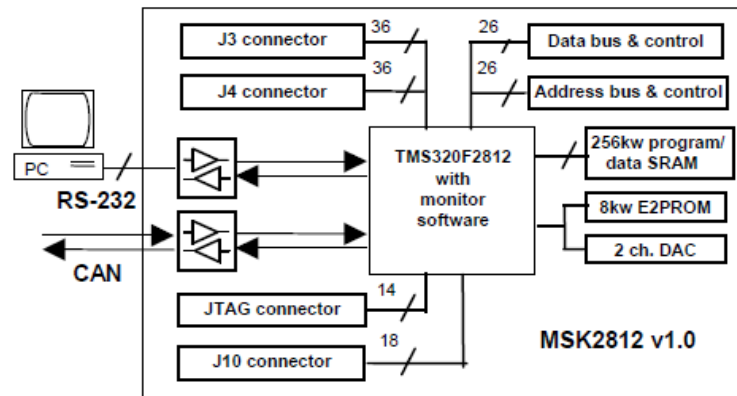 36
J3 connector
36
J4 connector
26
Data bus & control
26
Address bus & control
PC
RS-232
CAN
TMS320F2812
with
monitor
software
256kw program/
data SRAM
8kw E2PROM
2 ch. DAC
14
JTAG connector
18
J10 connector
MSK2812 v1.0